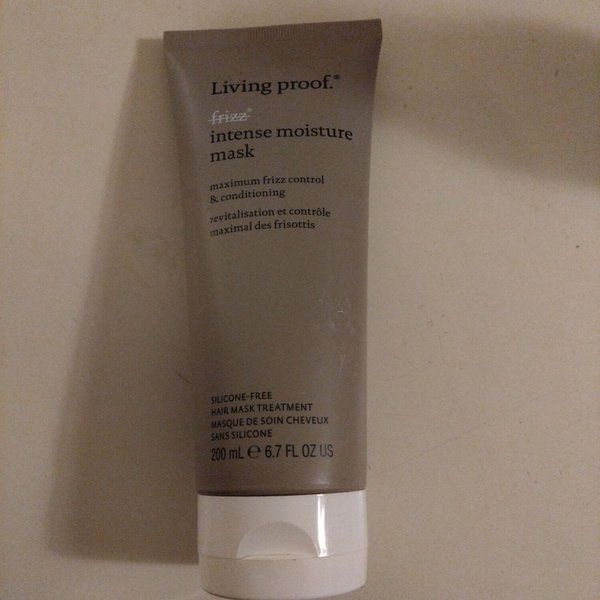 Living proof.®
frizz®
intense moisture
mask
maximum frizz control
& conditioning
revitalisation et contrôle
maximal des frisottis
SILICONE-FREE
HAIR MASK TREATMENT
MASQUE DE SOIN CHEVEUX
SANS SILICONE
200 mL ℮ 6.7 FL OZ US